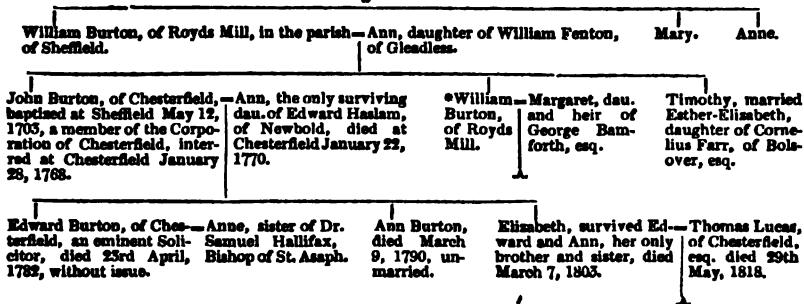 William Burton, of Royds Mill, in the parish
of Sheffield.
Ann, daughter of William Fenton,
of Gleadless.
Mary.
Anne.
John Burton, of Chesterfield,
baptised at Sheffield May 12,
1703, a member of the Corpo-
ration of Chesterfield, inter-
red at Chesterfield January
28, 1768.
Ann, the only surviving
dau. of Edward Haslam,
of Newbold, died at
Chesterfield January 22,
1770.
*William
Burton,
of Royds
Mill.
Margaret, dau.
and heir of
George Bam-
forth, esq.
Timothy, married
Esther-Elisabeth,
daughter of Corne-
lius Farr, of Bols-
over, esq.
Edward Burton, of Ches-
terfield, an eminent Soli-
citor, died 23rd April,
1782, without issue.
Anne, sister of Dr.
Samuel Hallifax,
Bishop of St. Asaph.
Ann Burton,
died March
9, 1790, un-
married.
Elizabeth, survived Ed-
ward and Ann, her only
brother and sister, died
March 7, 1803.
Thomas Lucas,
of Chesterfield,
esq. died 29th
May, 1818.